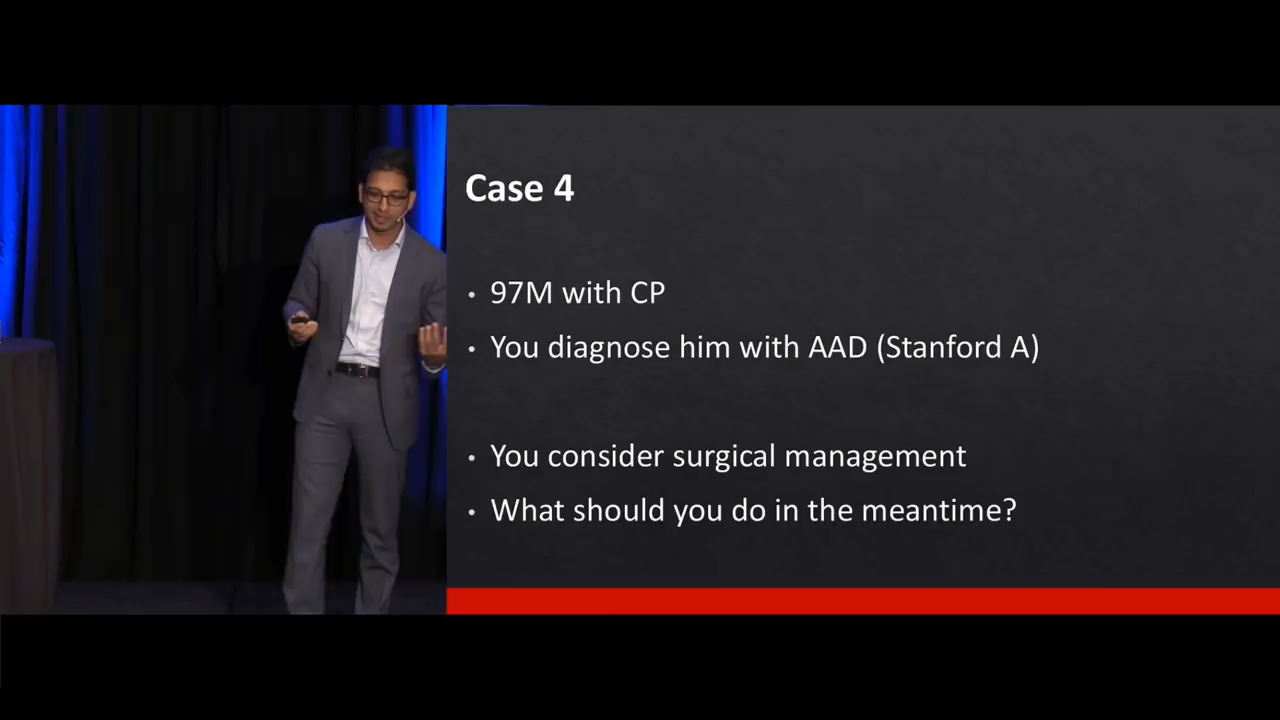 Case 4
• 97M with CP
• You diagnose him with AAD (Stanford A)
• You consider surgical management
• What should you do in the meantime?